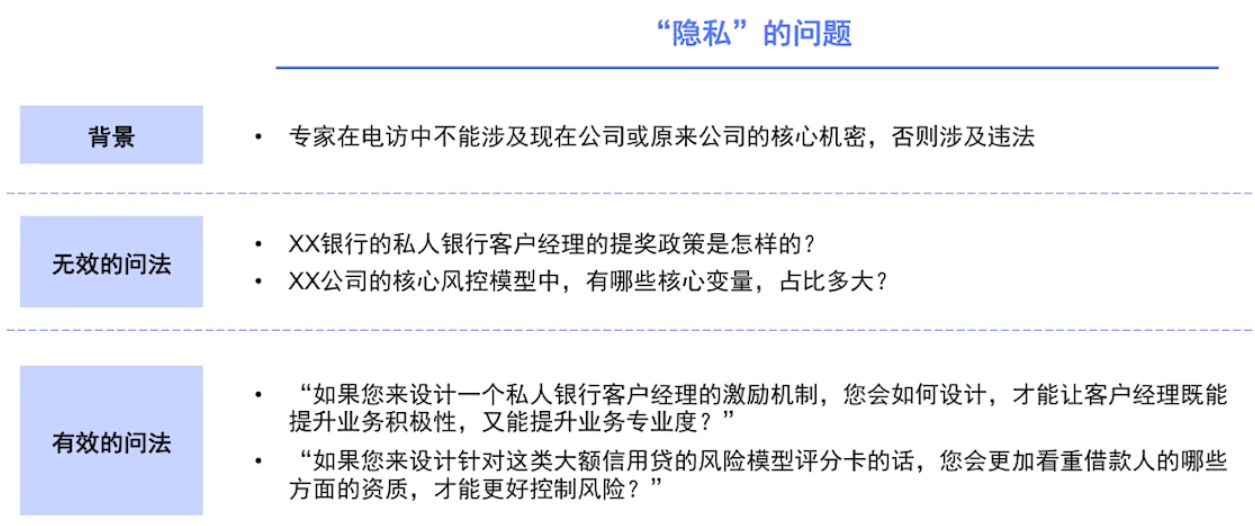 “隐私”的问题
背景
• 专家在电访中不能涉及现在公司或原来公司的核心机密，否则涉及违法
无效的问法
• XX银行的私人银行客户经理的提奖政策是怎样的？
• XX公司的核心风控模型中，有哪些核心变量，占比多大？
有效的问法
• “如果您来设计一个私人银行客户经理的激励机制，您会如何设计，才能让客户经理既能
提升业务积极性，又能提升业务专业度？”
• “如果您来设计针对这类大额信用贷的风险模型评分卡的话，您会更加看重借款人的哪些
方面的资质，才能更好控制风险？”